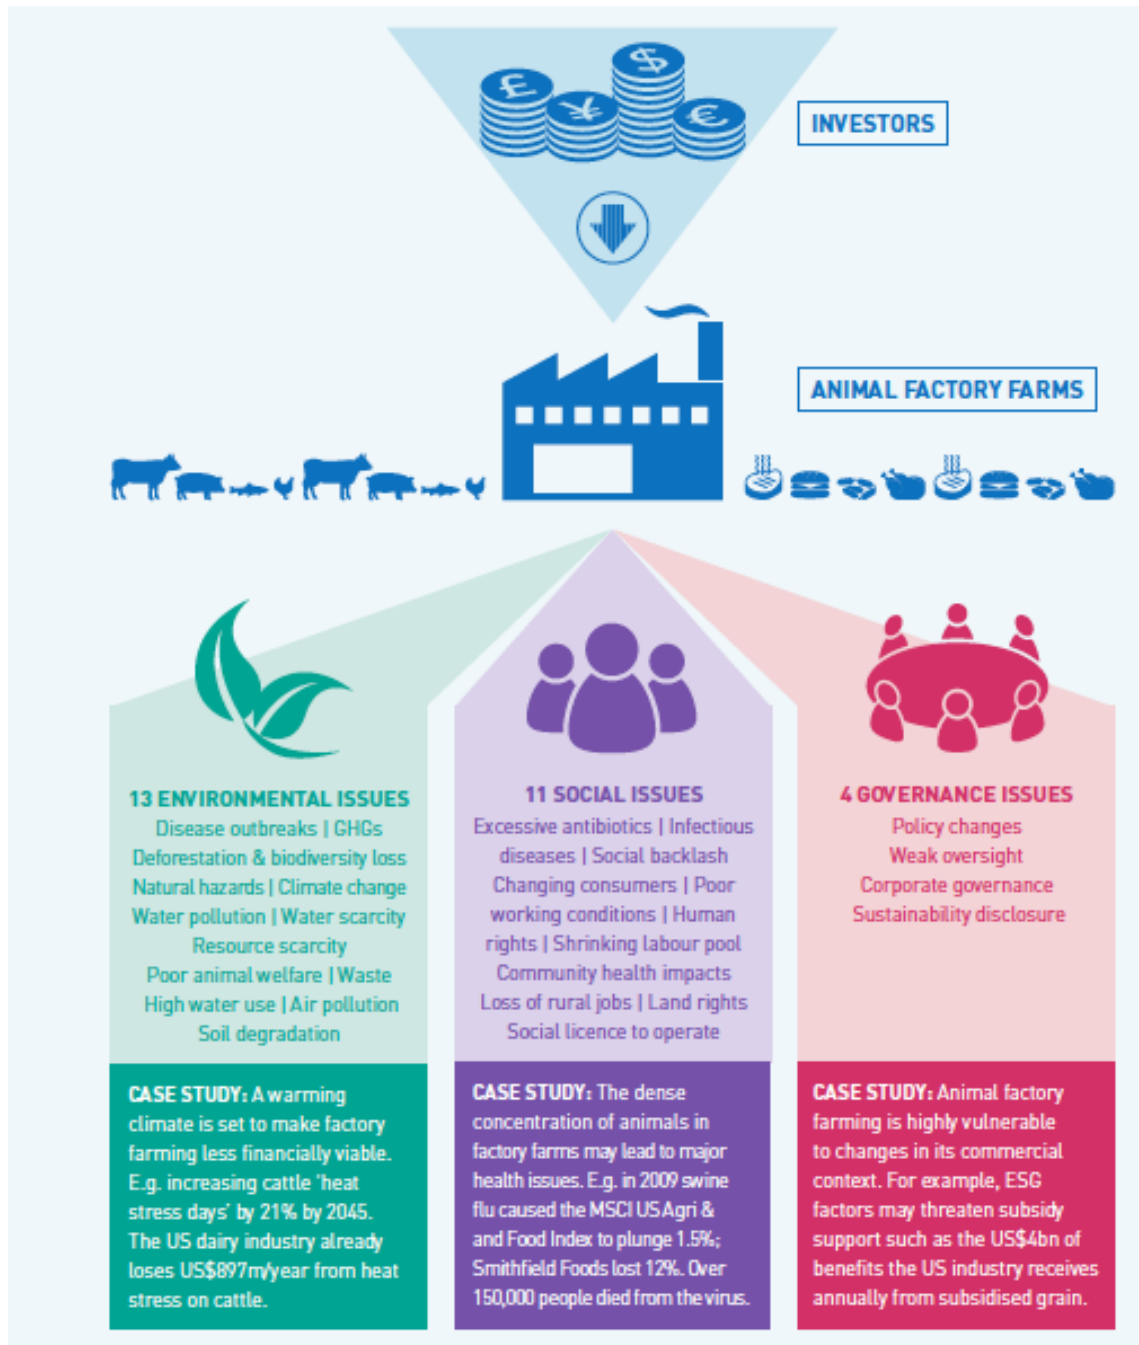 £
¥
$
€
INVESTORS
ANIMAL FACTORY FARMS
13 ENVIRONMENTAL ISSUES
Disease outbreaks | GHGs
Deforestation & biodiversity loss
Natural hazards | Climate change
Water pollution | Water scarcity
Resource scarcity
Poor animal welfare | Waste
High water use | Air pollution
Soil degradation
CASE STUDY: A warming
climate is set to make factory
farming less financially viable.
E.g. increasing cattle 'heat
stress days' by 21% by 2045.
The US dairy industry already
loses US$897m/year from heat
stress on cattle.
11 SOCIAL ISSUES
Excessive antibiotics | Infectious
diseases | Social backlash
Changing consumers | Poor
working conditions | Human
rights | Shrinking labour pool
Community health impacts
Loss of rural jobs | Land rights
Social licence to operate
CASE STUDY: The dense
concentration of animals in
factory farms may lead to major
health issues. E.g. in 2009 swine
flu caused the MSCI US Agri &
and Food Index to plunge 1.5%;
Smithfield Foods lost 12%. Over
150,000 people died from the virus.
4 GOVERNANCE ISSUES
Policy changes
Weak oversight
Corporate governance
Sustainability disclosure
CASE STUDY: Animal factory
farming is highly vulnerable
to changes in its commercial
context. For example, ESG
factors may threaten subsidy
support such as the US$4bn of
benefits the US industry receives
annually from subsidised grain.